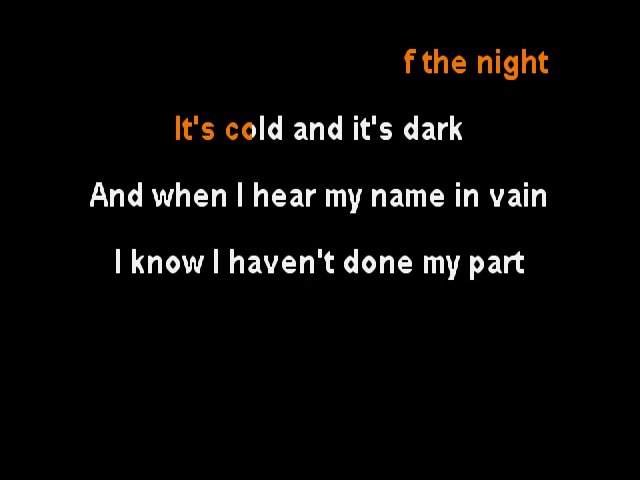 f the night
It's cold and it's dark
And when I hear my name in vain
I know I haven't done my part